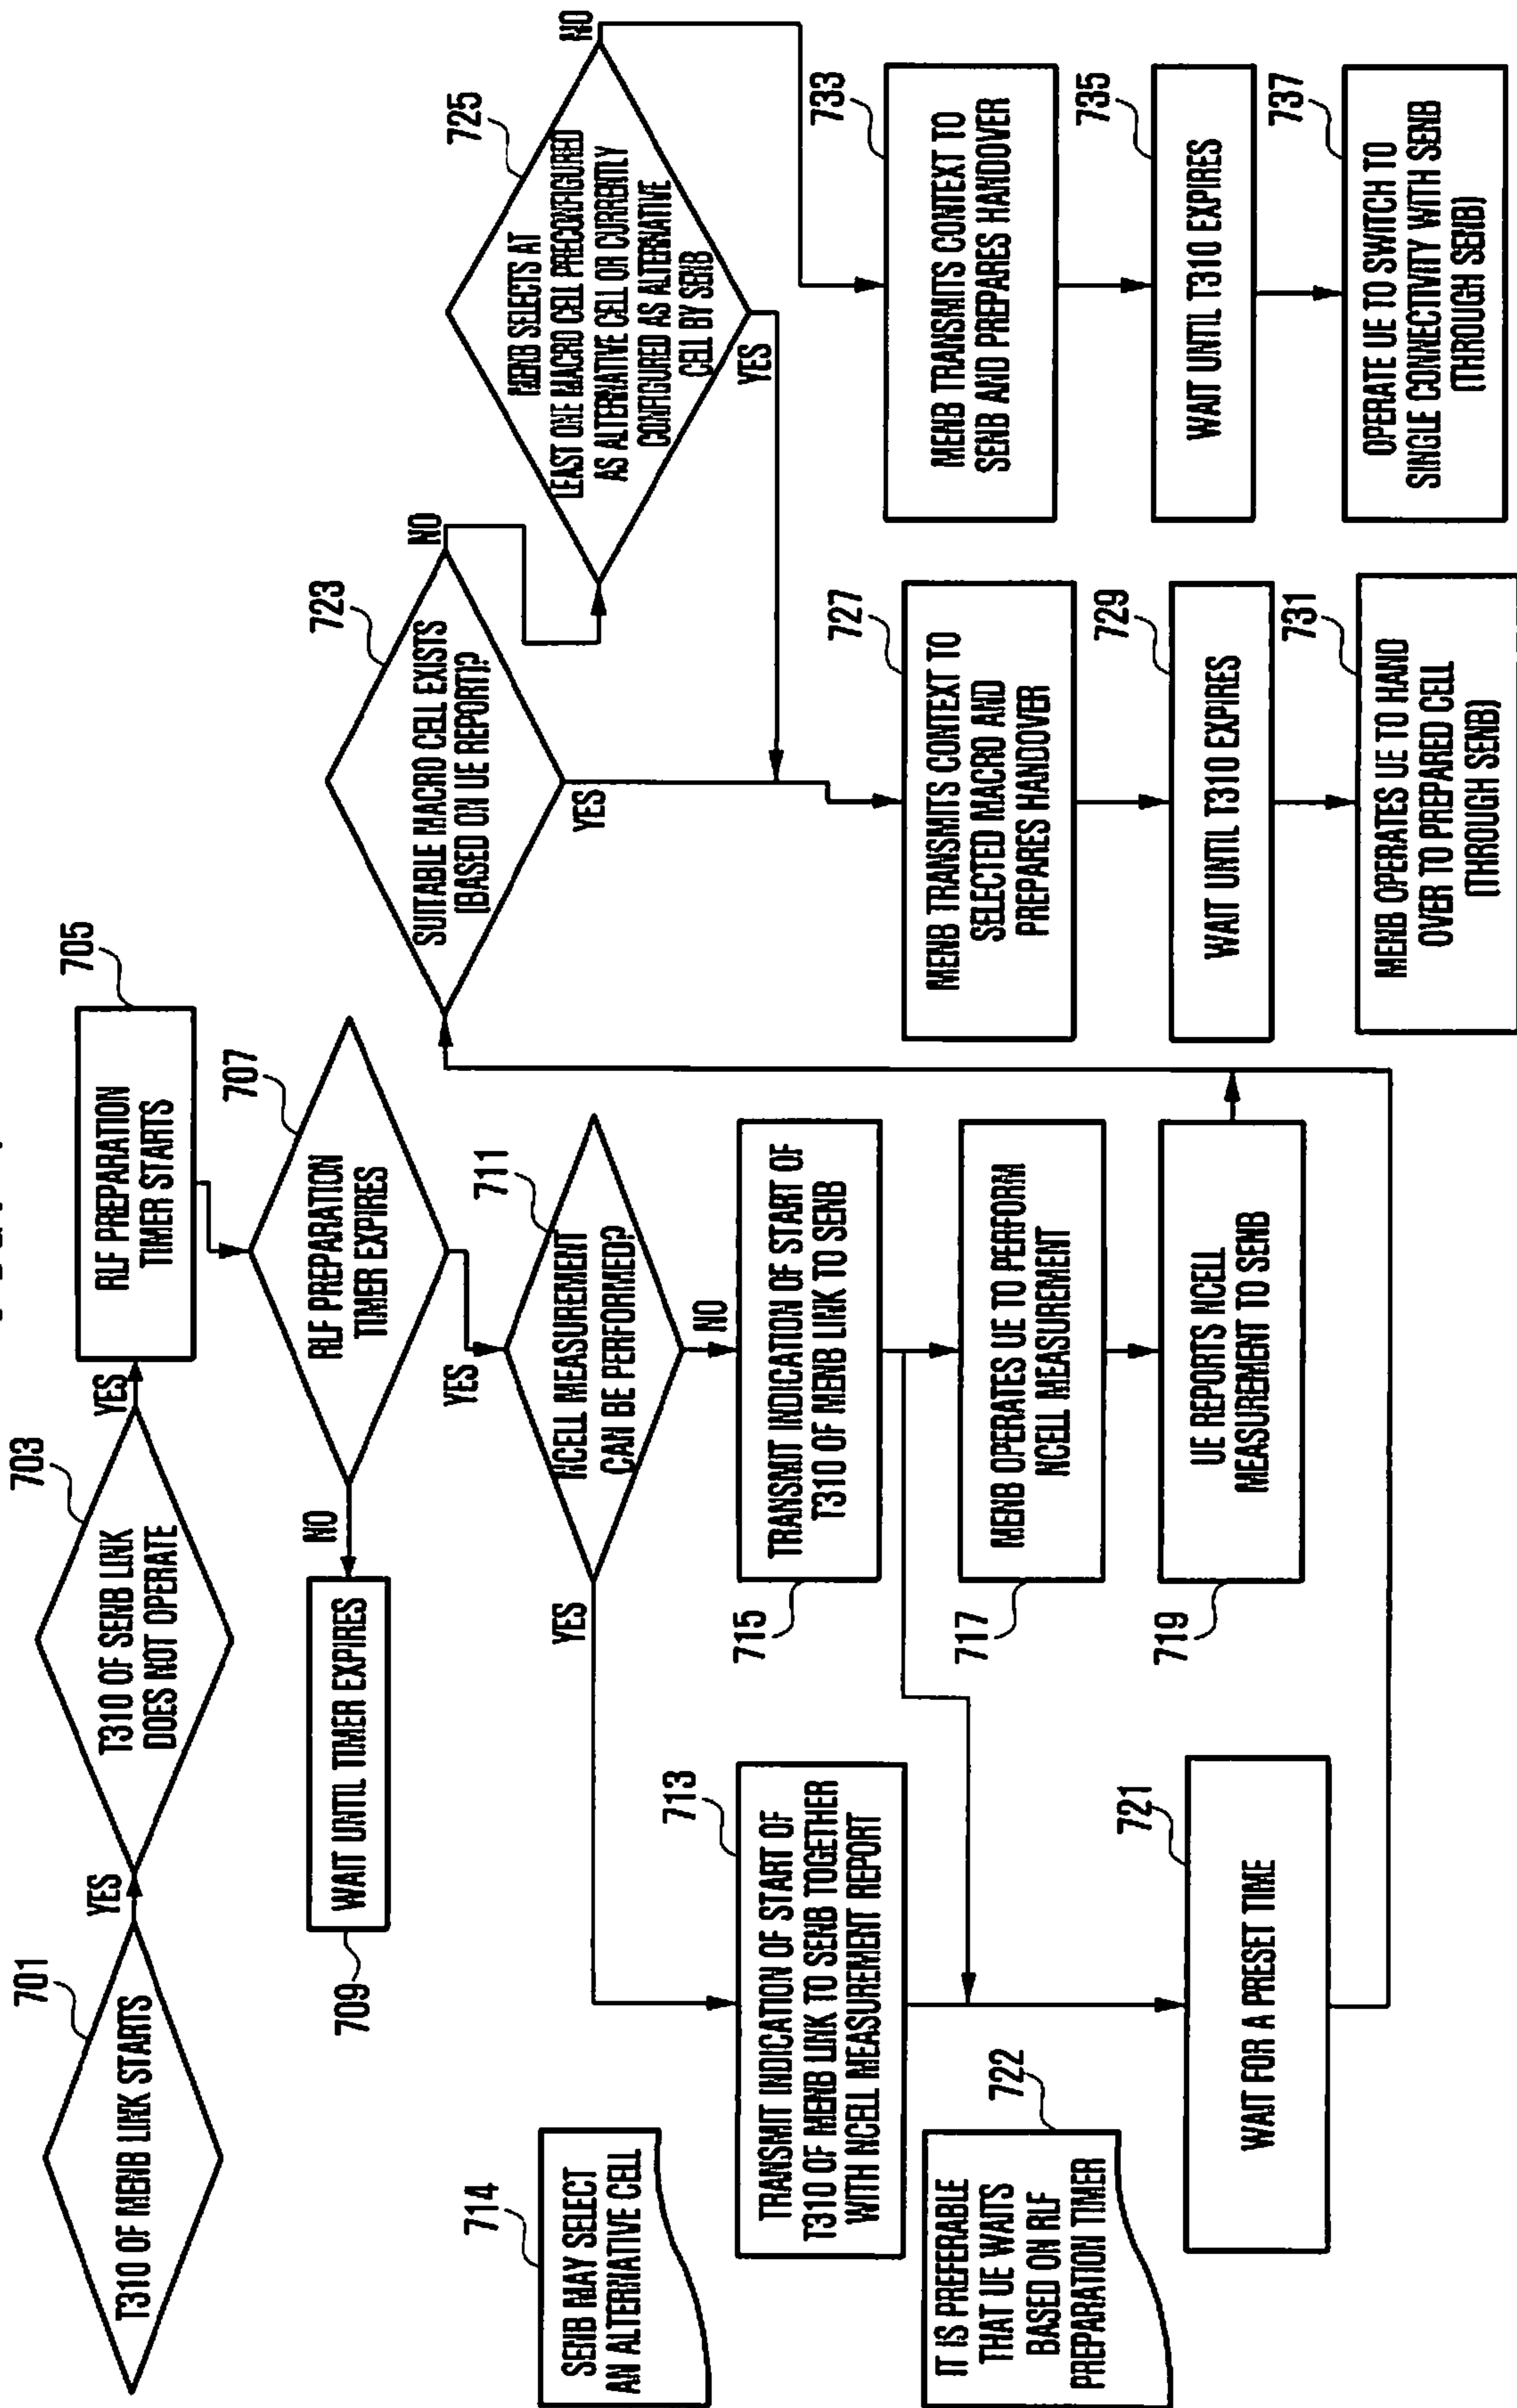 701
T310 OF MENB LINK STARTS
YES
703
T310 OF SENB LINK
DOES NOT OPERATE
YES
705
RLF PREPARATION
TIMER STARTS
707
RLF PREPARATION
TIMER EXPIRES
NO
709
WAIT UNTIL TIMER EXPIRES
YES
711
NCELL MEASUREMENT
CAN BE PERFORMED?
YES
NO
714
SENB MAY SELECT
AN ALTERNATIVE CELL
713
TRANSMIT INDICATION OF START OF
T310 OF MENB LINK TO SENB TOGETHER
WITH NCELL MEASUREMENT REPORT
715
TRANSMIT INDICATION OF START OF
T310 OF MENB LINK TO SENB
717
MENB OPERATES UE TO PERFORM
NCELL MEASUREMENT
719
UE REPORTS NCELL
MEASUREMENT TO SENB
722
IT IS PREFERABLE
THAT UE WAITS
BASED ON RLF
PREPARATION TIMER
721
WAIT FOR A PRESET TIME
723
SUITABLE MACRO CELL EXISTS
(BASED ON UE REPORT)?
NO
YES
725
MENB SELECTS AT
LEAST ONE MACRO CELL PRECONFIGURED
AS ALTERNATIVE CELL OR CURRENTLY
CONFIGURED AS ALTERNATIVE
CELL BY SENB
NO
YES
727
MENB TRANSMITS CONTEXT TO
SELECTED MACRO AND
PREPARES HANDOVER
729
WAIT UNTIL T310 EXPIRES
731
MENB OPERATES UE TO HAND
OVER TO PREPARED CELL
(THROUGH SENB)
733
MENB TRANSMITS CONTEXT TO
SENB AND PREPARES HANDOVER
735
WAIT UNTIL T310 EXPIRES
737
OPERATE UE TO SWITCH TO
SINGLE CONNECTIVITY WITH SENB
(THROUGH SENB)